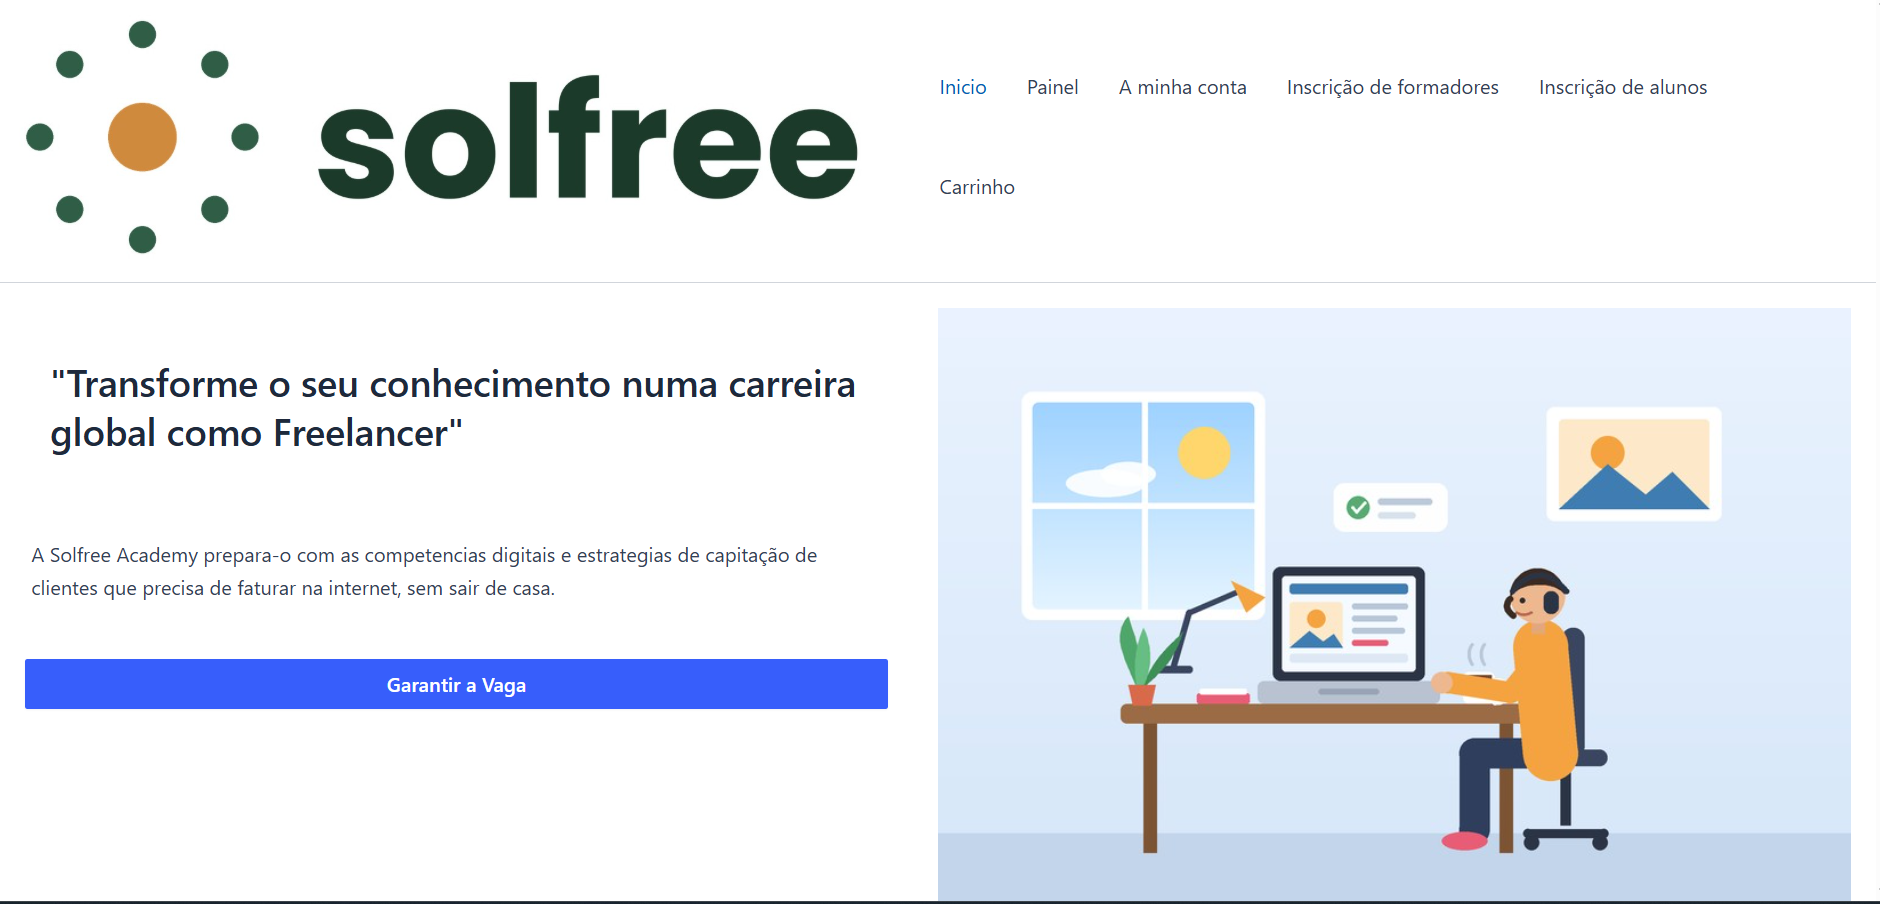 solfree
Inicio Painel A minha conta Inscrição de formadores Inscrição de alunos
Carrinho
"Transforme o seu conhecimento numa carreira
global como Freelancer"
A Solfree Academy prepara-o com as competencias digitais e estrategias de capitação de
clientes que precisa de faturar na internet, sem sair de casa.
Garantir a Vaga